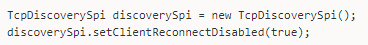 TcpDiscoverySpi discoverySpi = new TcpDiscoverySpi();
discoverySpi.setClientReconnectDisabled(true);